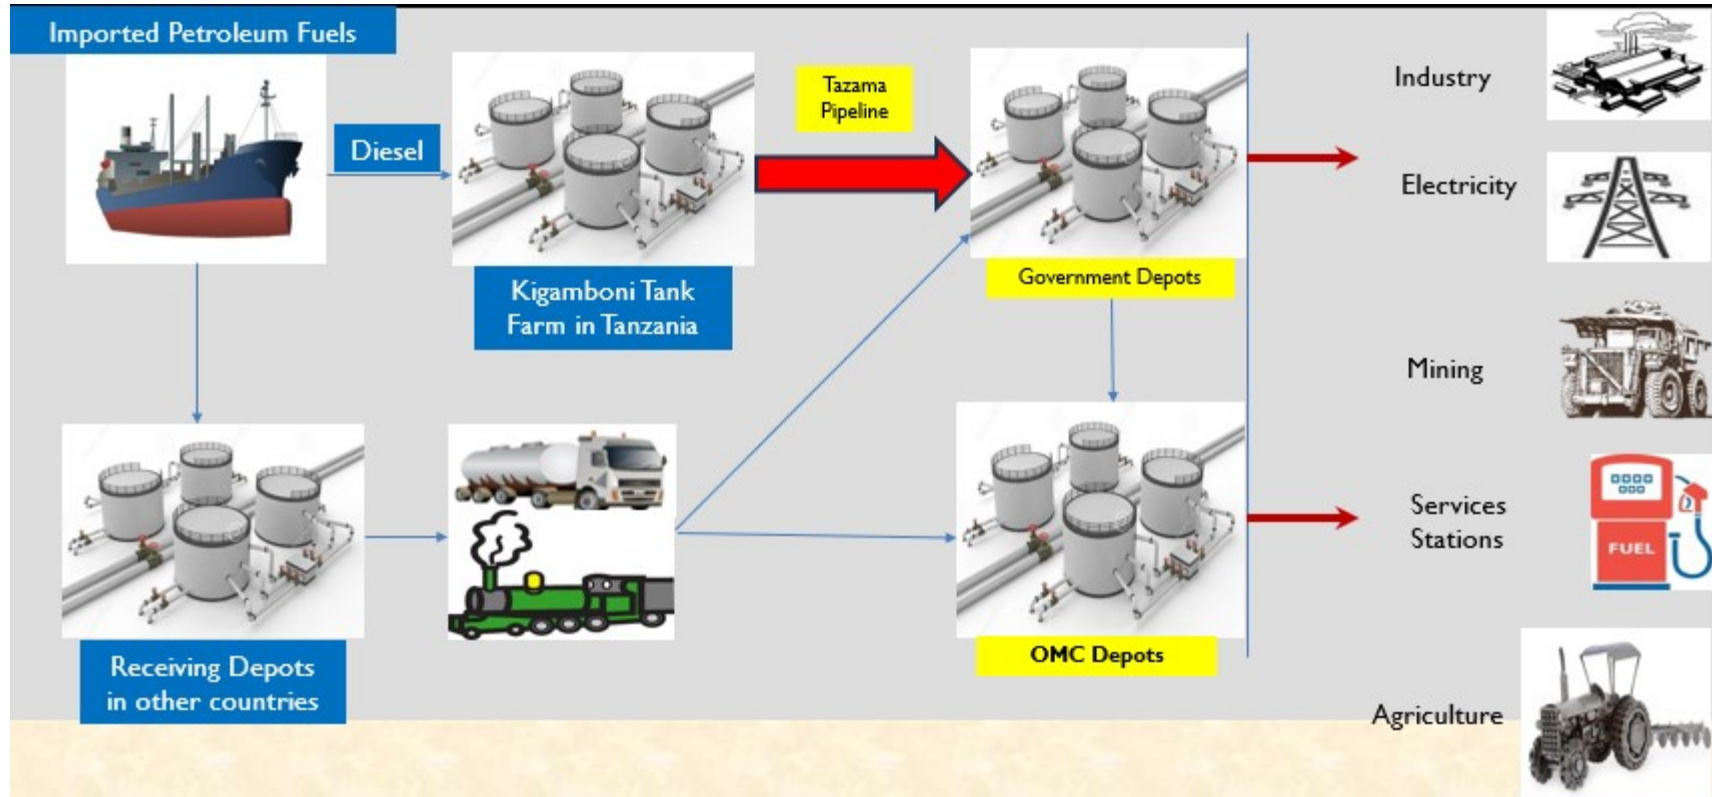 Imported Petroleum Fuels
Diesel
Tazama
Pipeline
Kigamboni Tank
Farm in Tanzania
Government Depots
Receiving Depots
in other countries
OMC Depots
Industry
Electricity
Mining
Services
Stations
FUEL
Agriculture